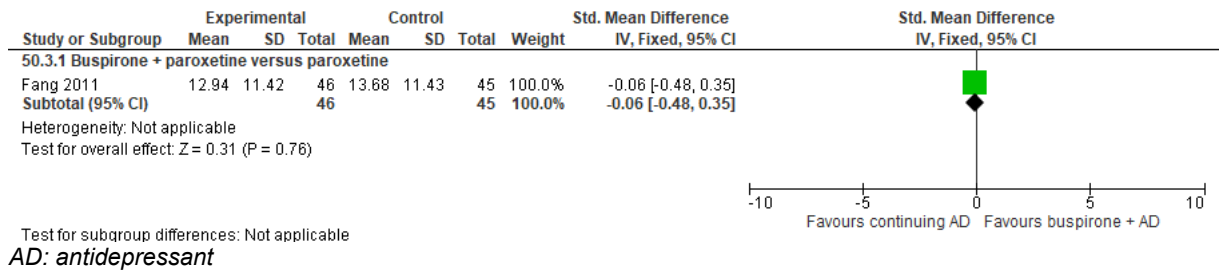 Experimental Control Std. Mean Difference Std. Mean Difference
Study or Subgroup Mean SD Total Mean SD Total Weight IV, Fixed, 95% CI IV, Fixed, 95% CI
50.3.1 Buspirone + paroxetine versus paroxetine
Fang 2011 12.94 11.42 46 13.68 11.43 45 100.0% -0.06 [-0.48, 0.35]
Subtotal (95% CI) 46 45 100.0% -0.06 [-0.48, 0.35]
Heterogeneity: Not applicable
Test for overall effect: Z = 0.31 (P = 0.76)
-10 -5 0 5 10
Favours continuing AD Favours buspirone + AD
Test for subgroup differences: Not applicable
AD: antidepressant